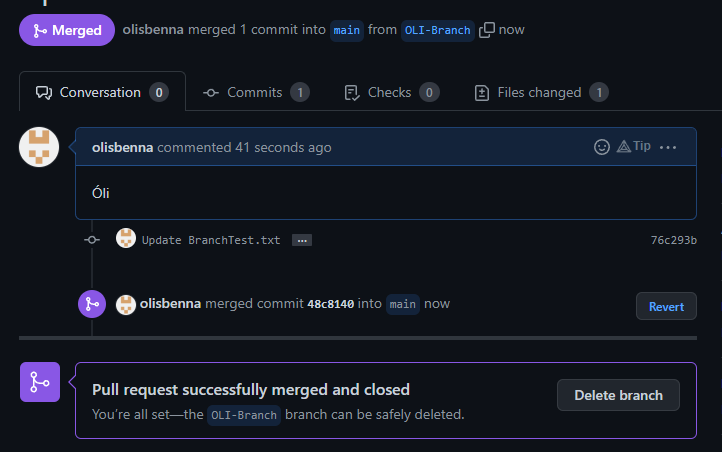 Merged olisbenna merged 1 commit into main from OLI-Branch now
Conversation 0 Commits 1 Checks 0 Files changed 1
olisbenna commented 41 seconds ago Tip ...
Óli
Update BranchTest.txt ... 76c293b
olisbenna merged commit 48c8140 into main now Revert
Pull request successfully merged and closed
You're all set—the OLI-Branch branch can be safely deleted.
Delete branch